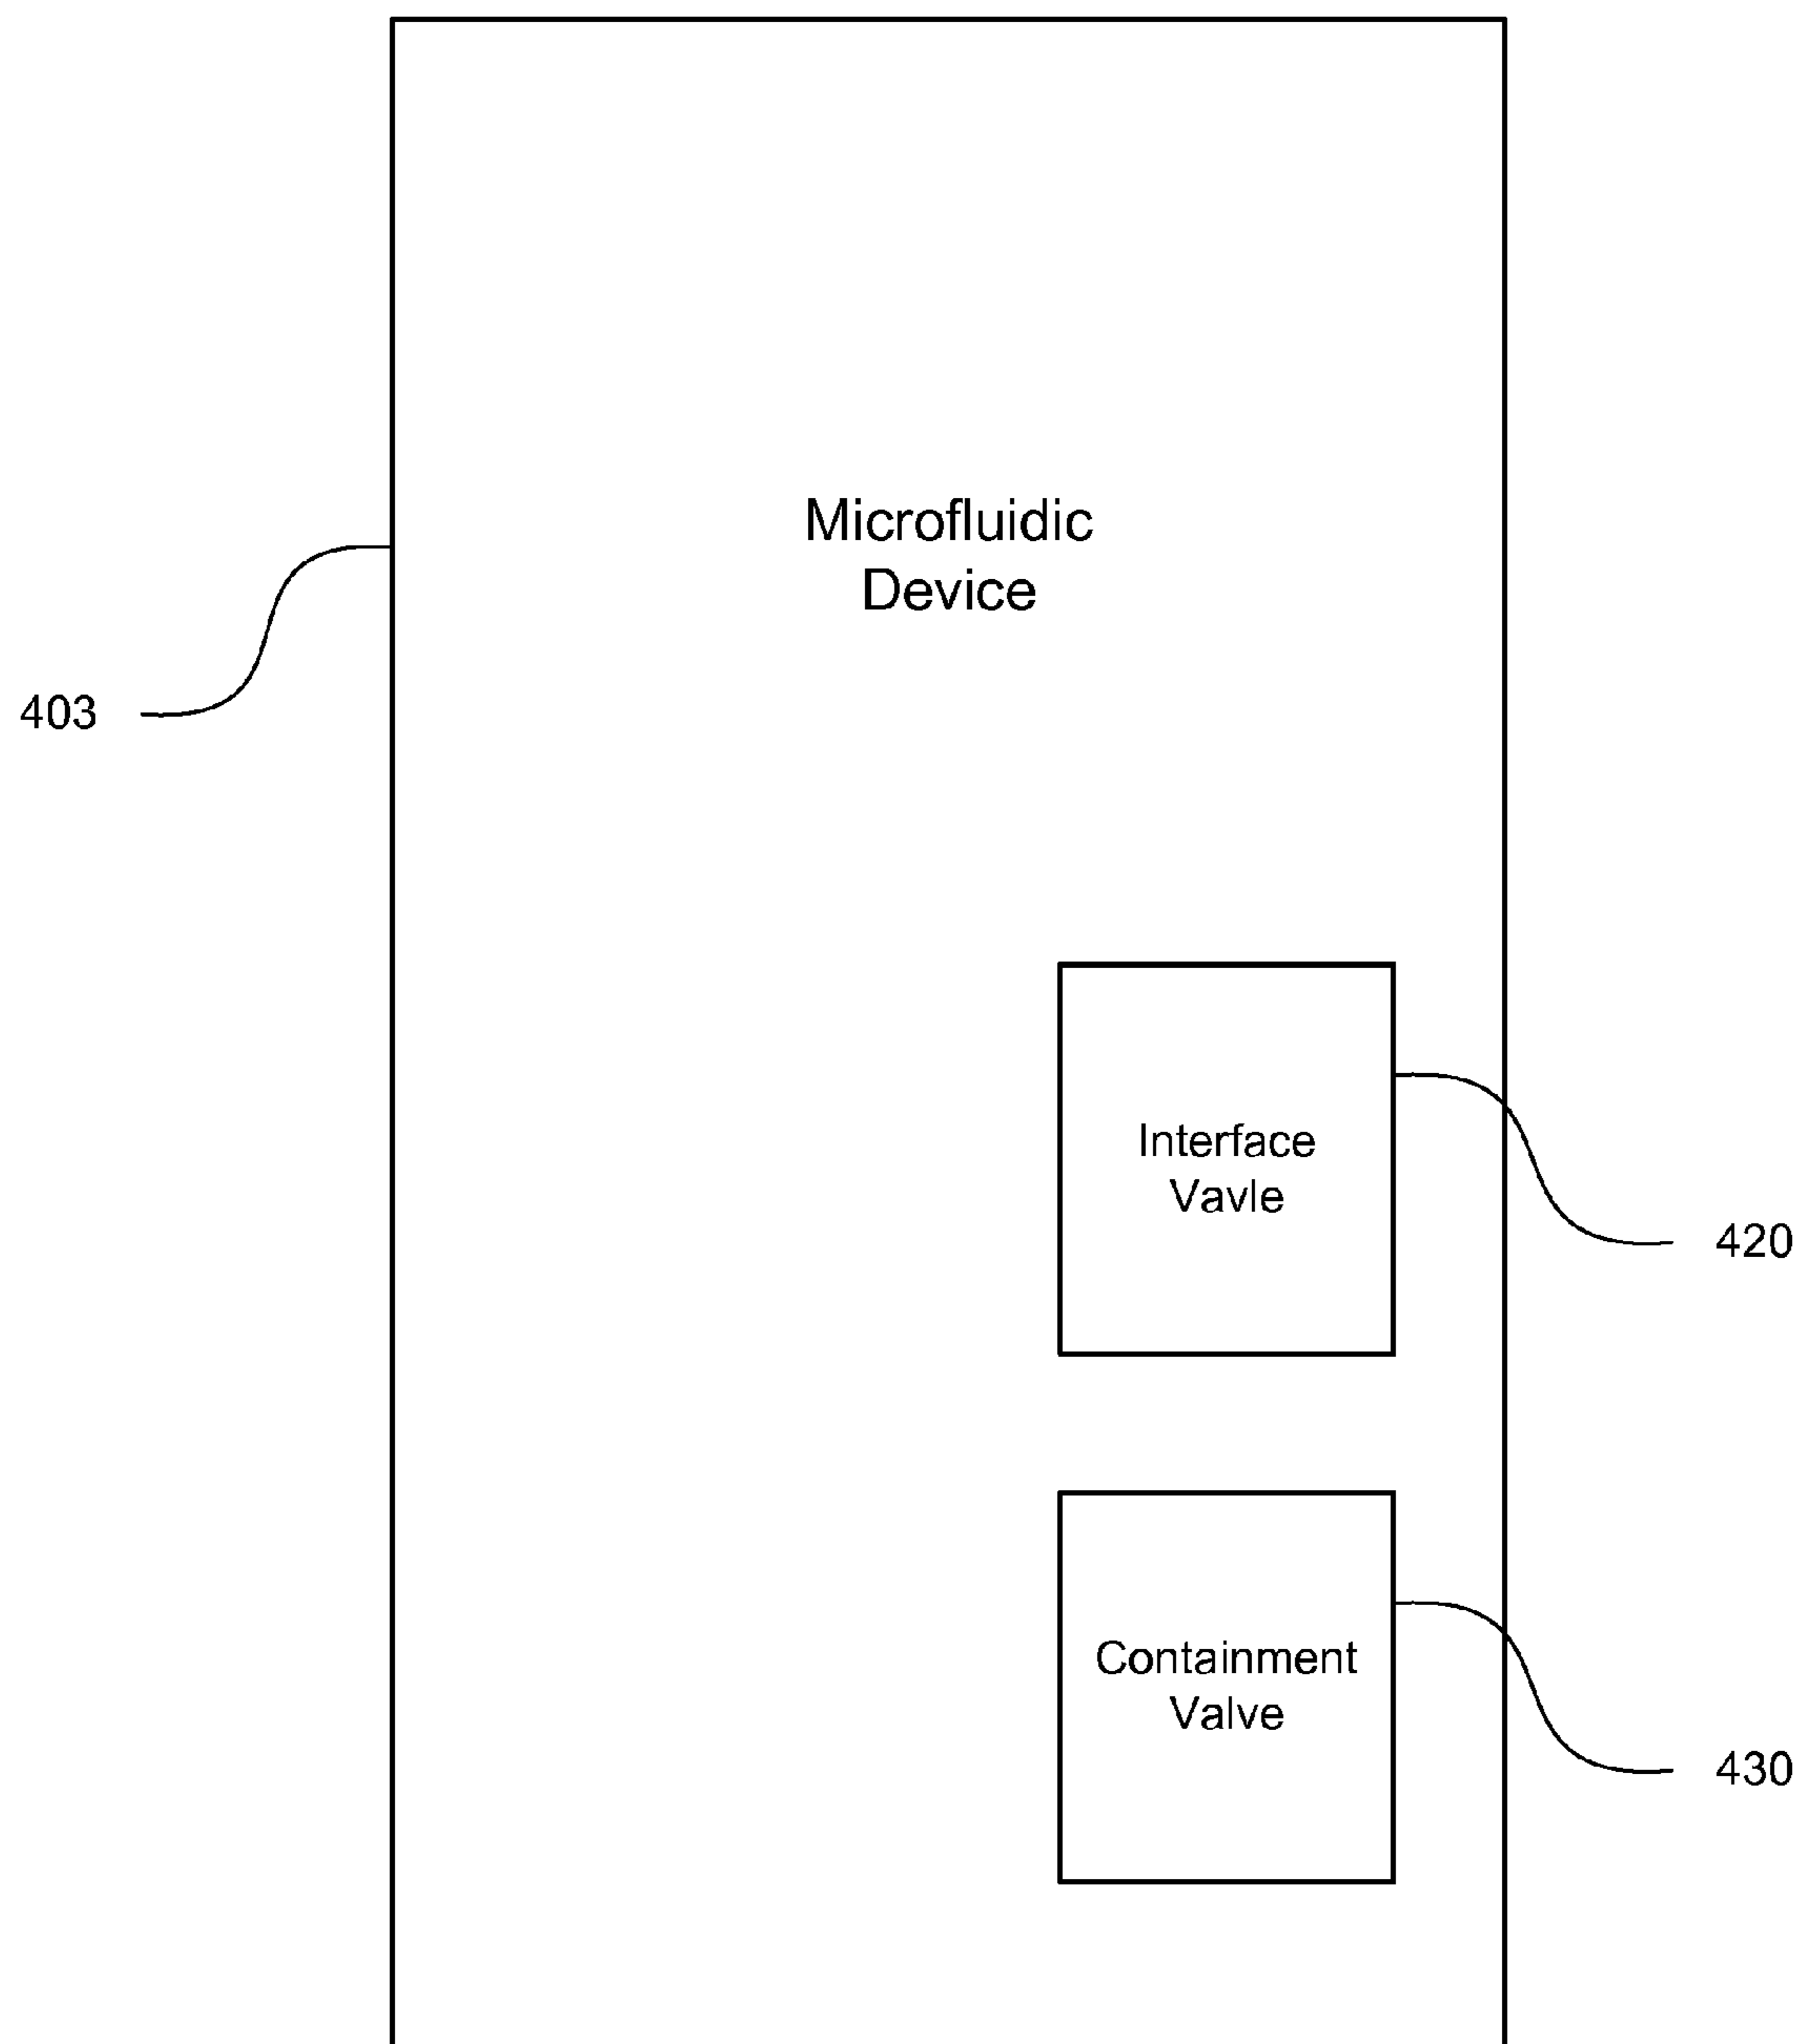 Microfluidic
Device
403
Interface
Vavle
420
Containment
Valve
430